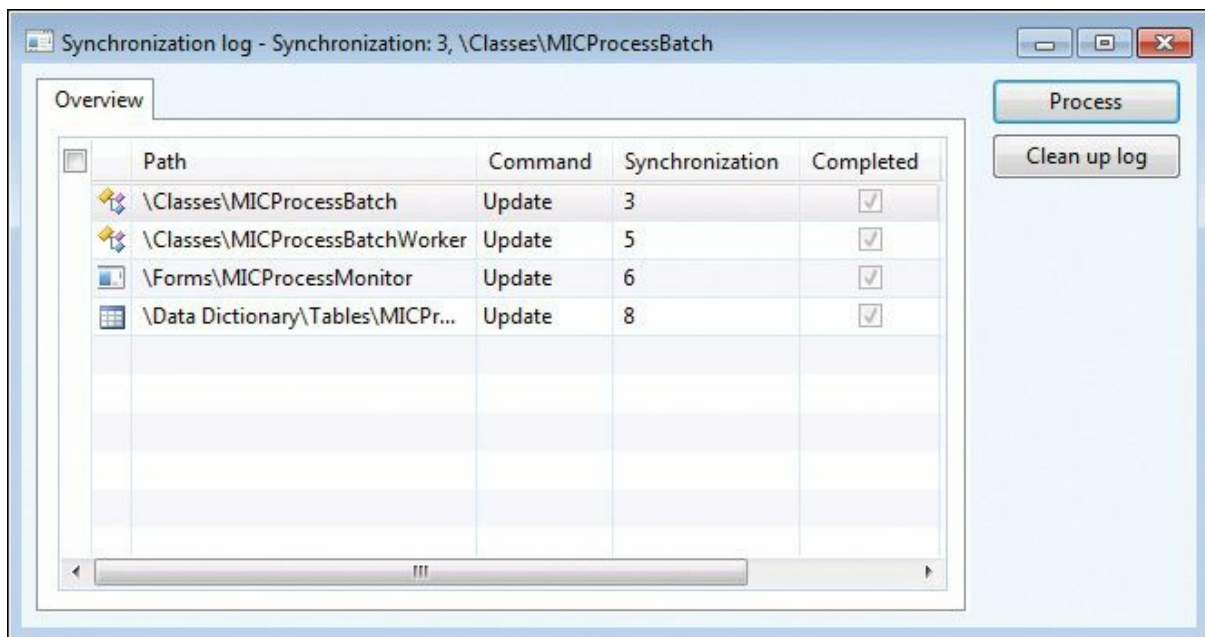 Synchronization log - Synchronization: 3, \Classes\MICProcessBatch
Overview
Process
Clean up log
Path Command Synchronization Completed
\Classes\MICProcessBatch Update 3
\Classes\MICProcessBatchWorker Update 5
\Forms\MICProcessMonitor Update 6
\Data Dictionary\Tables\MICPr... Update 8